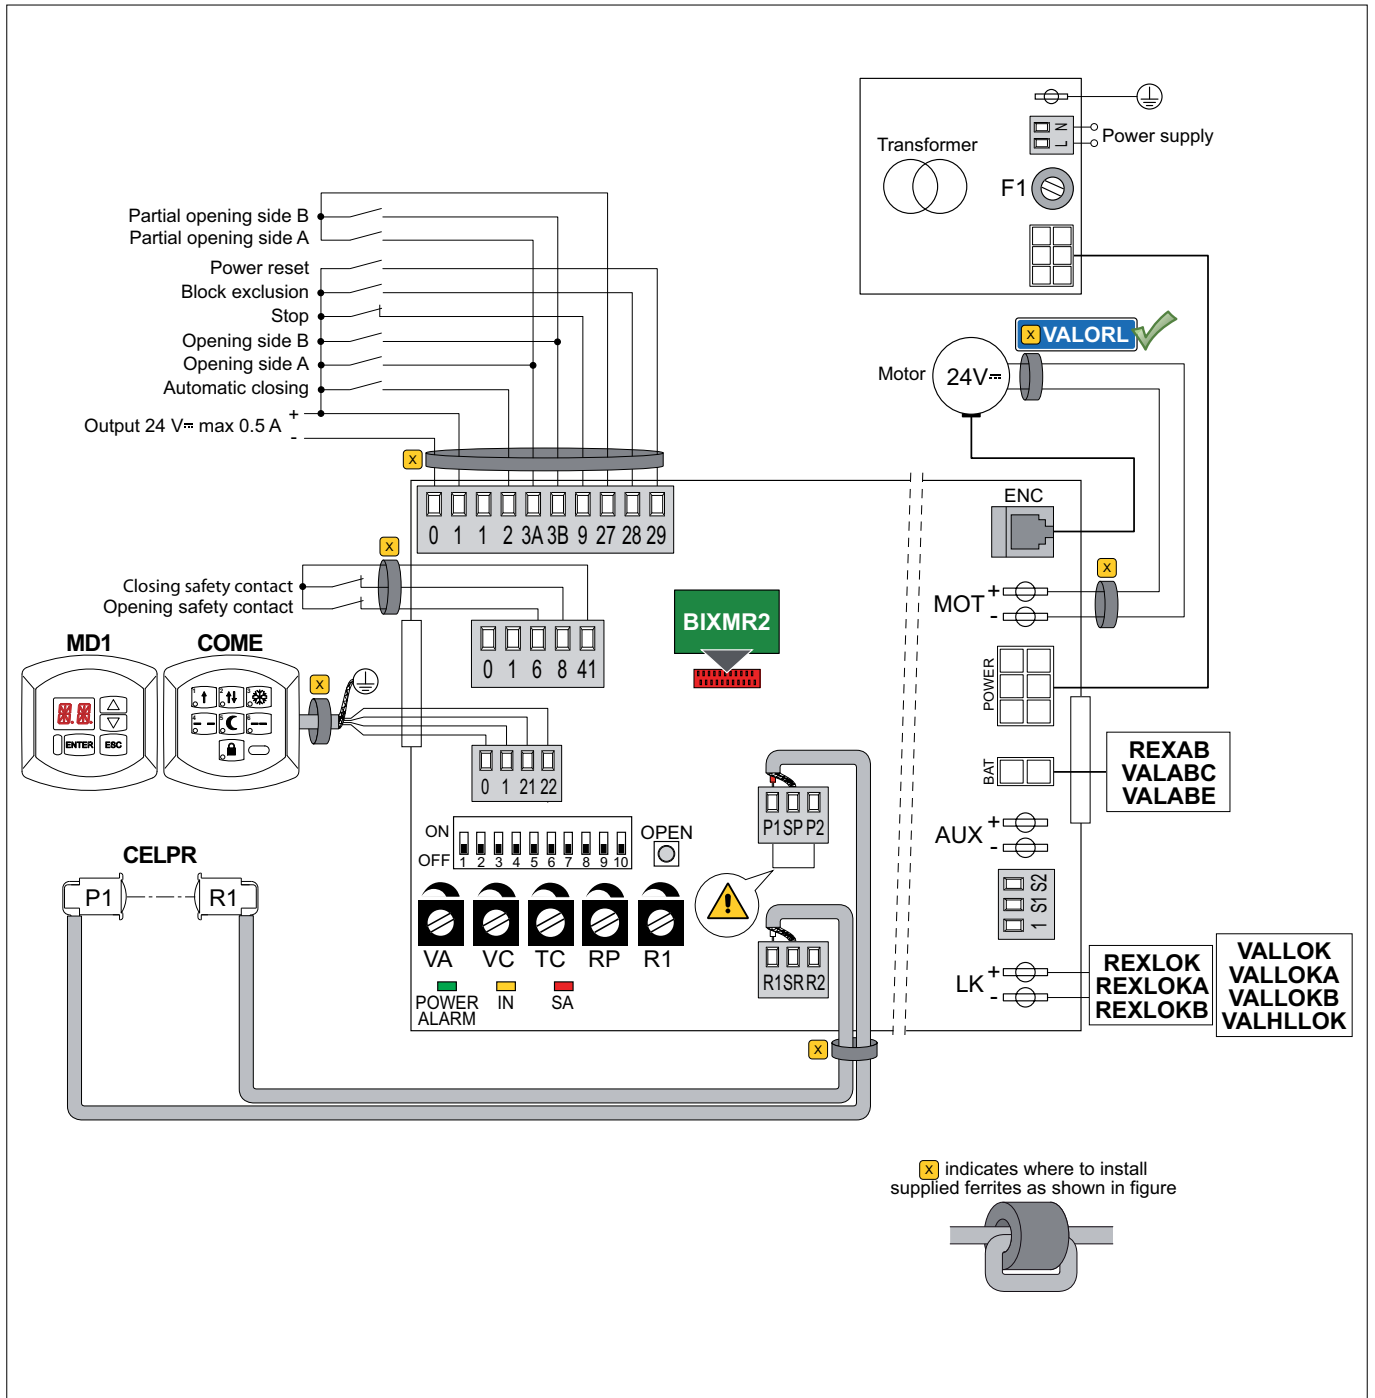 Transformer
N
L
Power supply
F1
Partial opening side B
Partial opening side A
Power reset
Block exclusion
Stop
Opening side B
Opening side A
Automatic closing
Output 24 V⎓ max 0.5 A
+
-
X
X VALORL
Motor
24V⎓
0 1 1 2 3A 3B 9 27 28 29
ENC
X
Closing safety contact
Opening safety contact
X
MOT
+
-
BIXMR2
0 1 6 8 41
MD1
COME
X
ENTER
ESC
POWER
0 1 21 22
BAT
REXAB
VALABC
VALABE
P1 SP P2
ON
OFF
1 2 3 4 5 6 7 8 9 10
OPEN
AUX
+
-
CELPR
P1
R1
1 S1 S2
VA
VC
TC
RP
R1
R1 SR R2
POWER
ALARM
IN
SA
LK
+
-
REXLOK
REXLOKA
REXLOKB
VALLOK
VALLOKA
VALLOKB
VALHLLOK
X
X indicates where to install
supplied ferrites as shown in figure